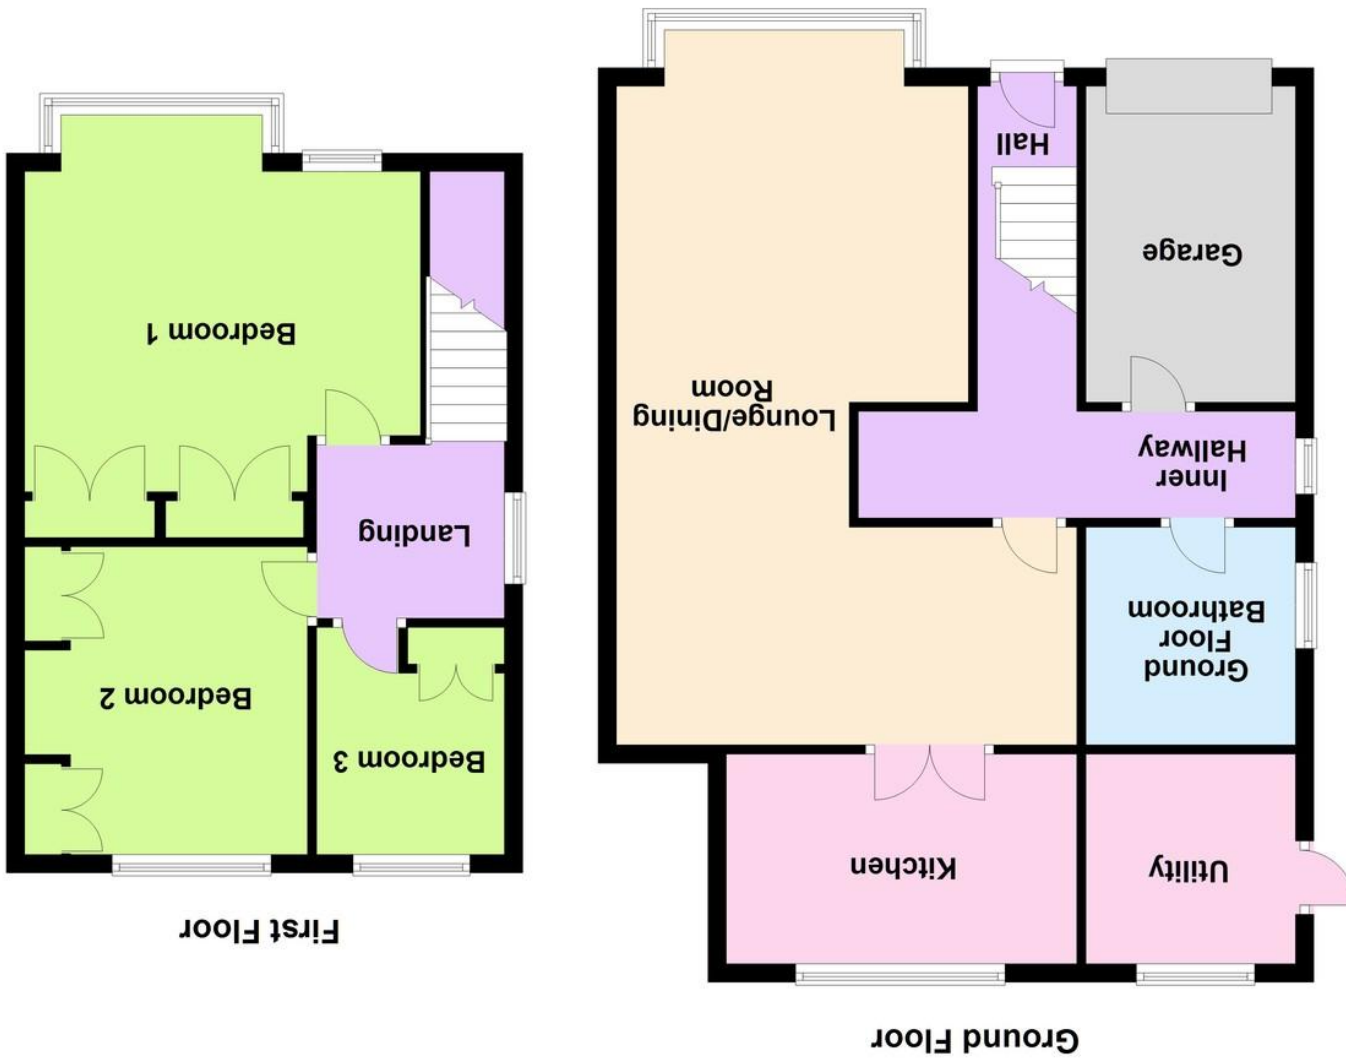 Ground Floor
Utility
Kitchen
Ground
Floor
Bathroom
Inner
Hallway
Lounge/Dining
Room
Garage
Hall
First Floor
Bedroom 3
Bedroom 2
Landing
Bedroom 1